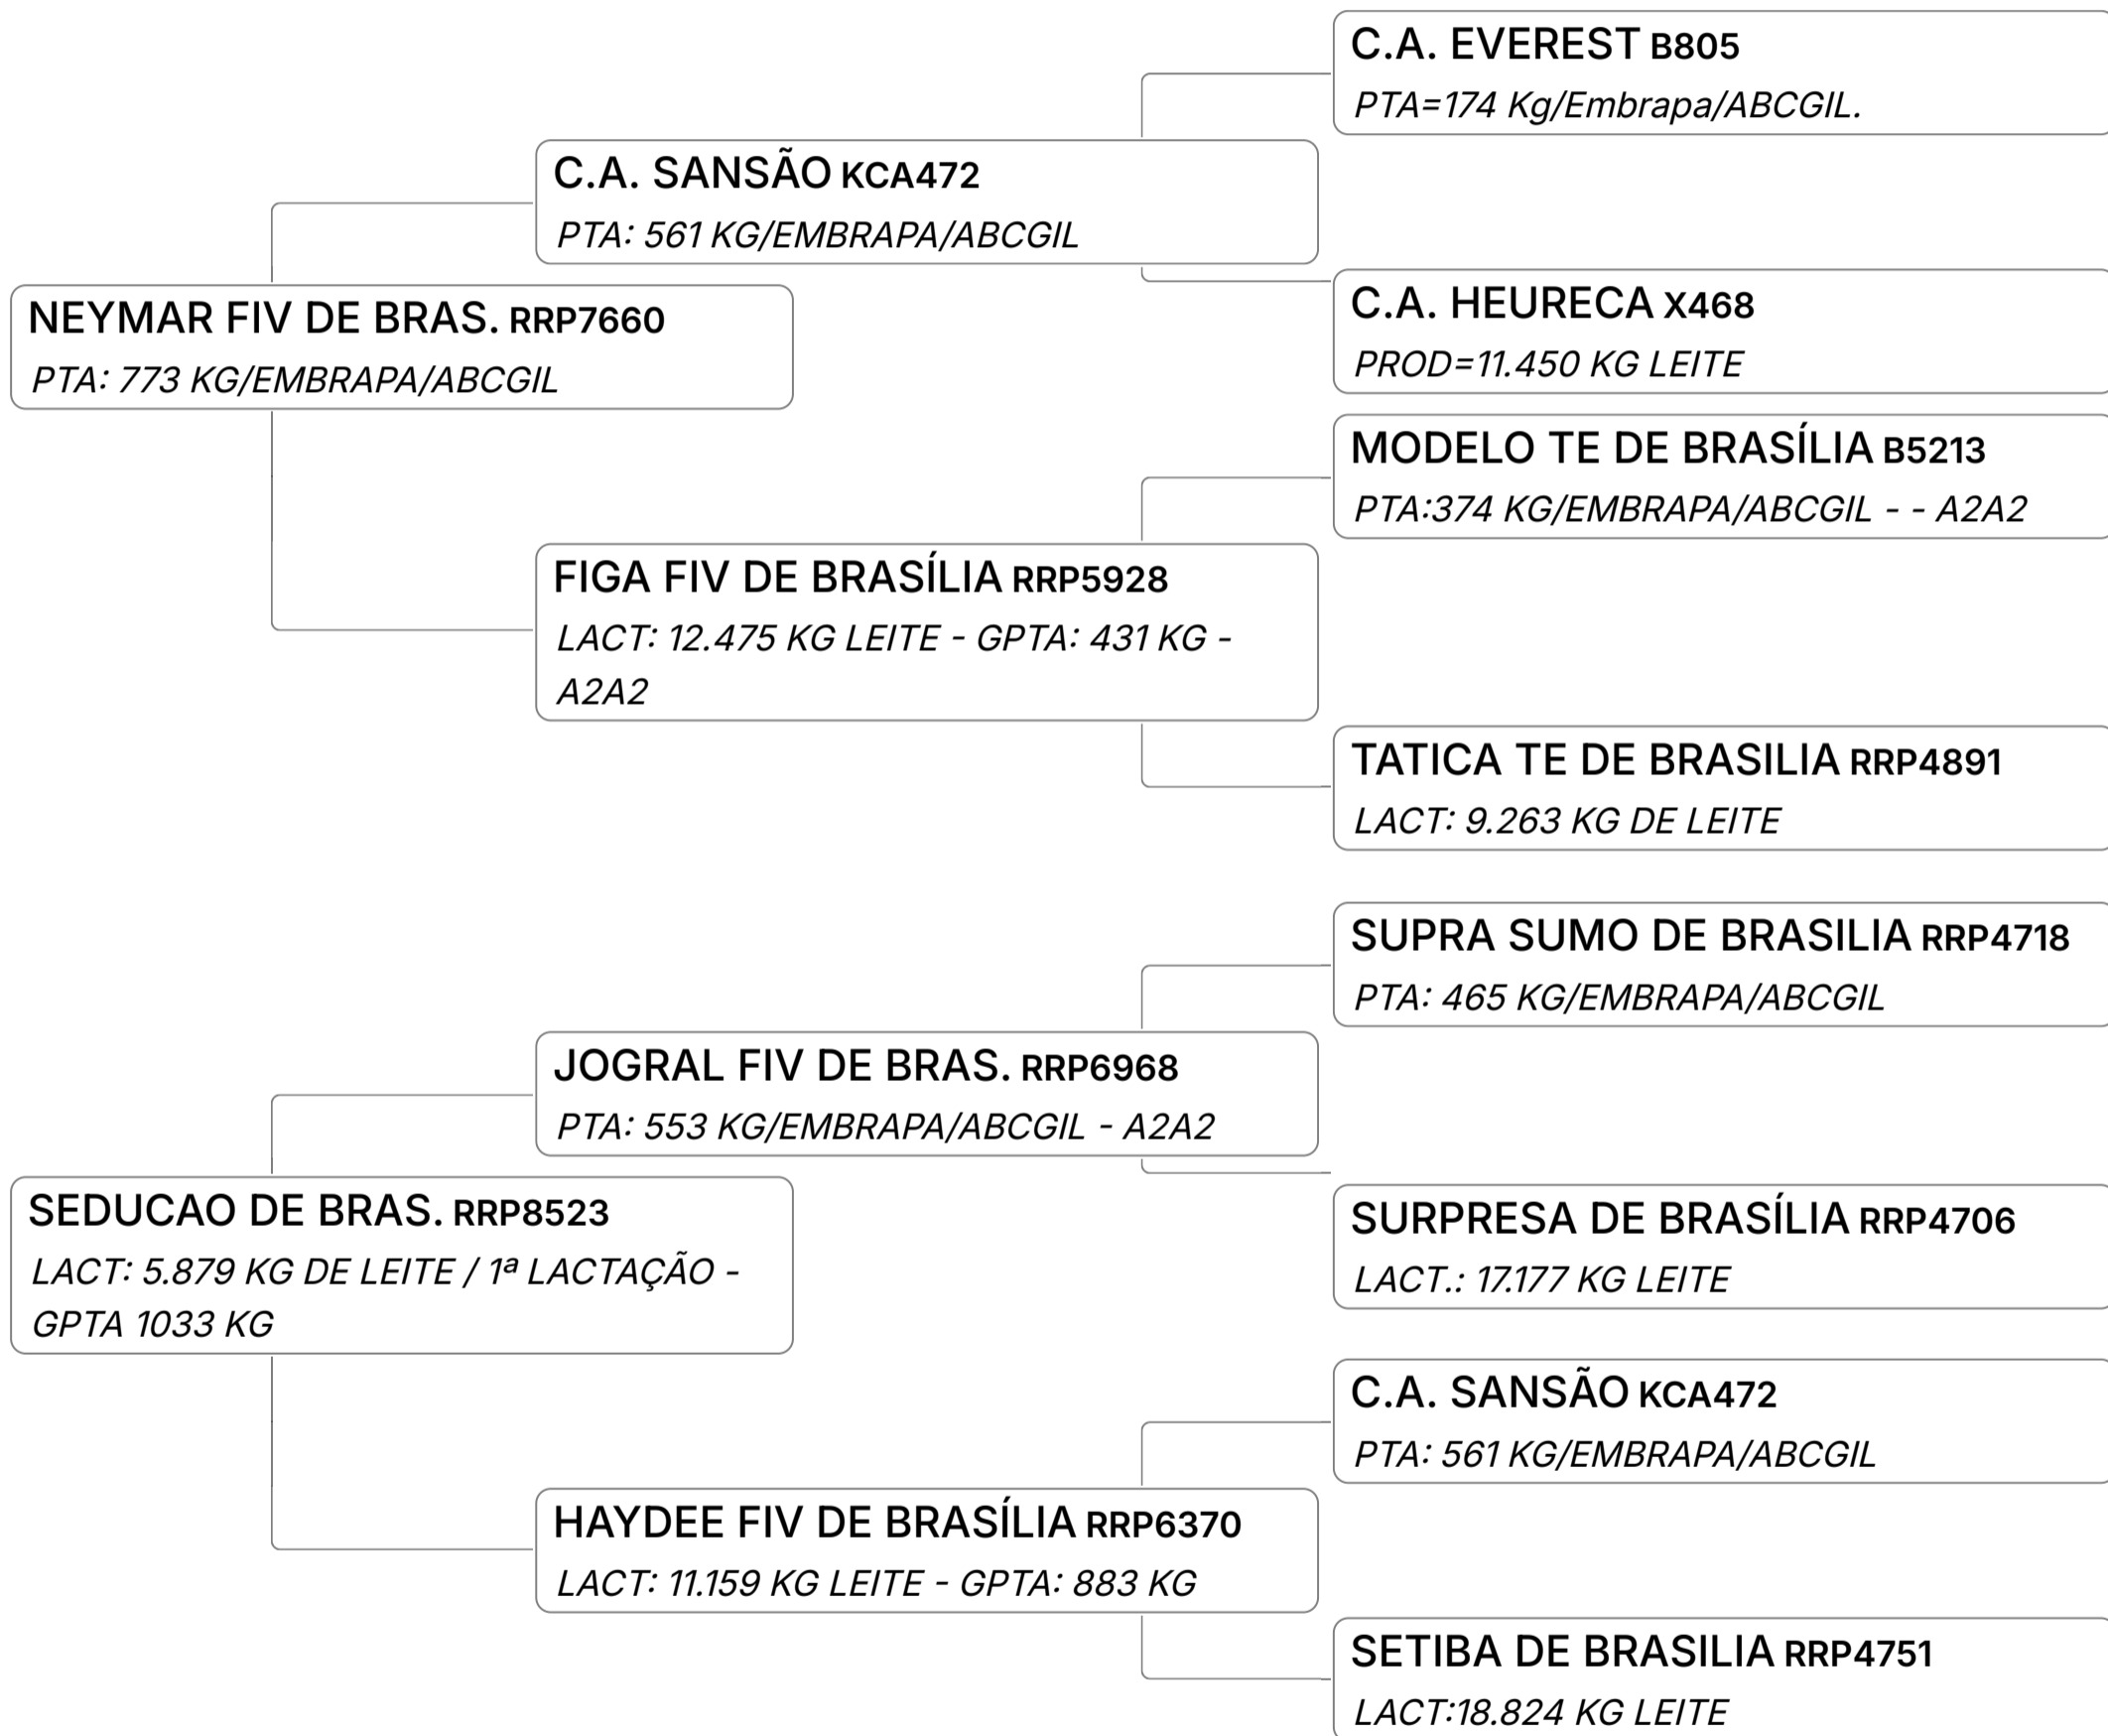 C.A. EVEREST B805
PTA=174 Kg/Embrapa/ABCGIL.
C.A. SANSÃO KCA472
PTA: 561 KG/EMBRAPA/ABCGIL
C.A. HEURECA X468
PROD=11.450 KG LEITE
NEYMAR FIV DE BRAS. RRP7660
PTA: 773 KG/EMBRAPA/ABCGIL
MODELO TE DE BRASÍLIA B5213
PTA:374 KG/EMBRAPA/ABCGIL - - A2A2
FIGA FIV DE BRASÍLIA RRP5928
LACT: 12.475 KG LEITE - GPTA: 431 KG -
A2A2
TATICA TE DE BRASILIA RRP4891
LACT: 9.263 KG DE LEITE
SUPRA SUMO DE BRASILIA RRP4718
PTA: 465 KG/EMBRAPA/ABCGIL
JOGRAL FIV DE BRAS. RRP6968
PTA: 553 KG/EMBRAPA/ABCGIL - A2A2
SURPRESA DE BRASÍLIA RRP4706
LACT.: 17.177 KG LEITE
SEDUCAO DE BRAS. RRP8523
LACT: 5.879 KG DE LEITE / 1ª LACTAÇÃO -
GPTA 1033 KG
C.A. SANSÃO KCA472
PTA: 561 KG/EMBRAPA/ABCGIL
HAYDEE FIV DE BRASÍLIA RRP6370
LACT: 11.159 KG LEITE - GPTA: 883 KG
SETIBA DE BRASILIA RRP4751
LACT:18.824 KG LEITE